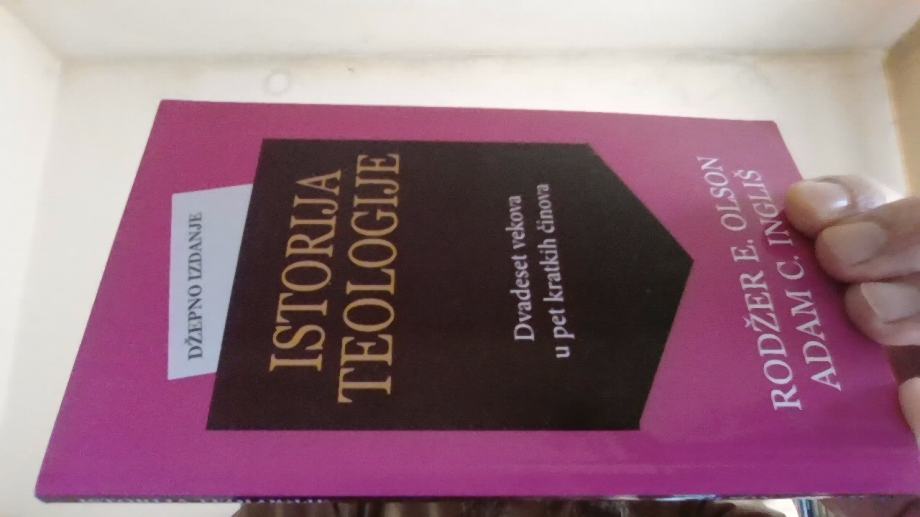 DŽEPNO IZDANJE
ISTORIJA
TEOLOGIJE
Dvadeset vekova
u pet kratkih činova
RODŽER E. OLSON
ADAM C. INGLIŠ